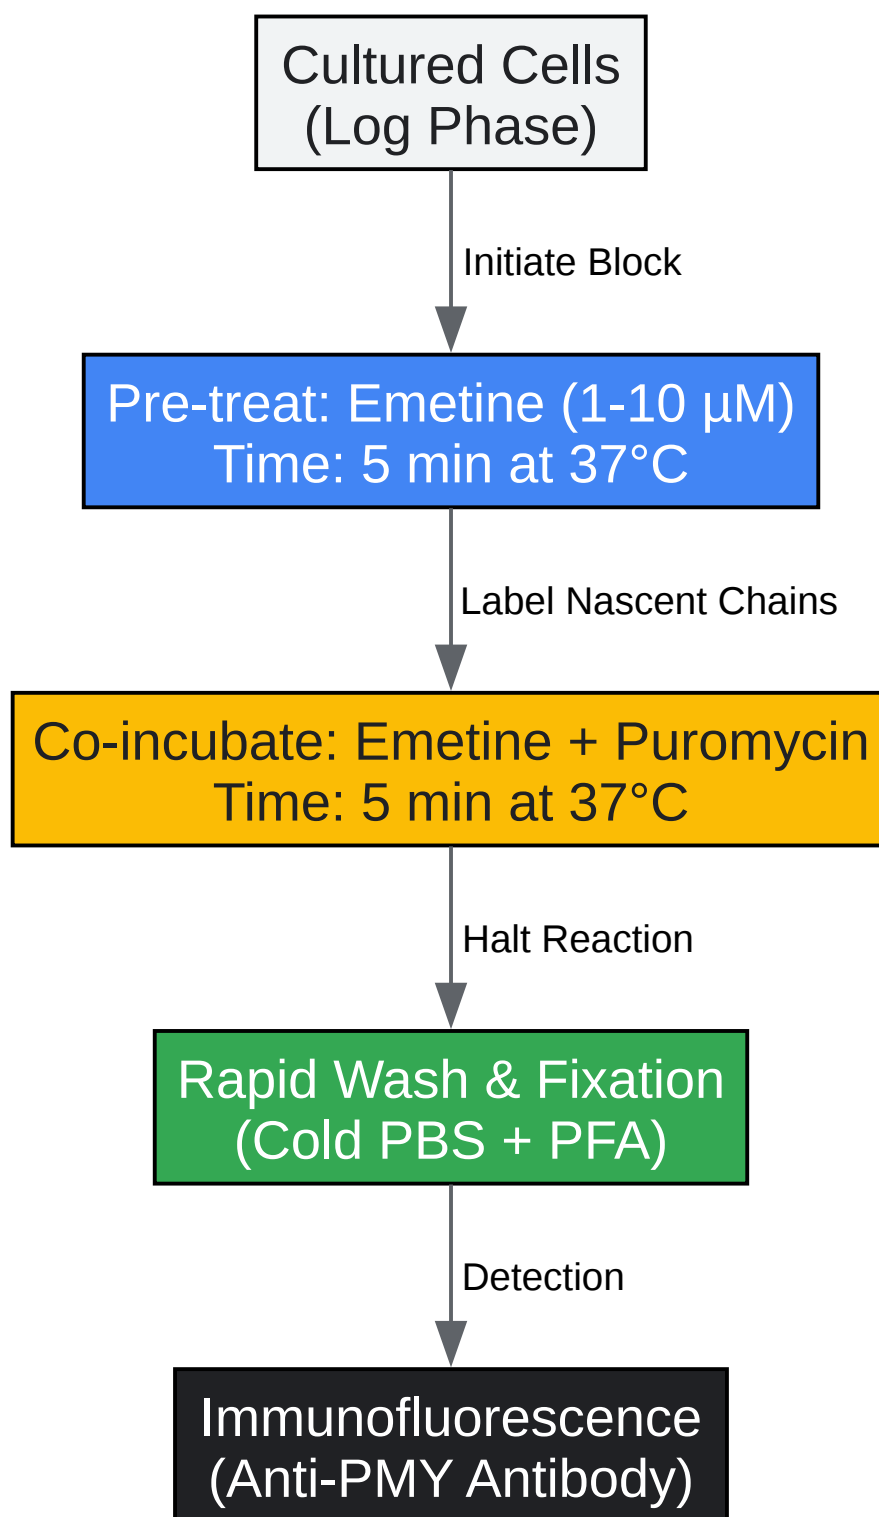 Cultured Cells
(Log Phase)
Initiate Block
Pre-treat: Emetine (1-10 µM)
Time: 5 min at 37°C
Label Nascent Chains
Co-incubate: Emetine + Puromycin
Time: 5 min at 37°C
Halt Reaction
Rapid Wash & Fixation
(Cold PBS + PFA)
Detection
Immunofluorescence
(Anti-PMY Antibody)